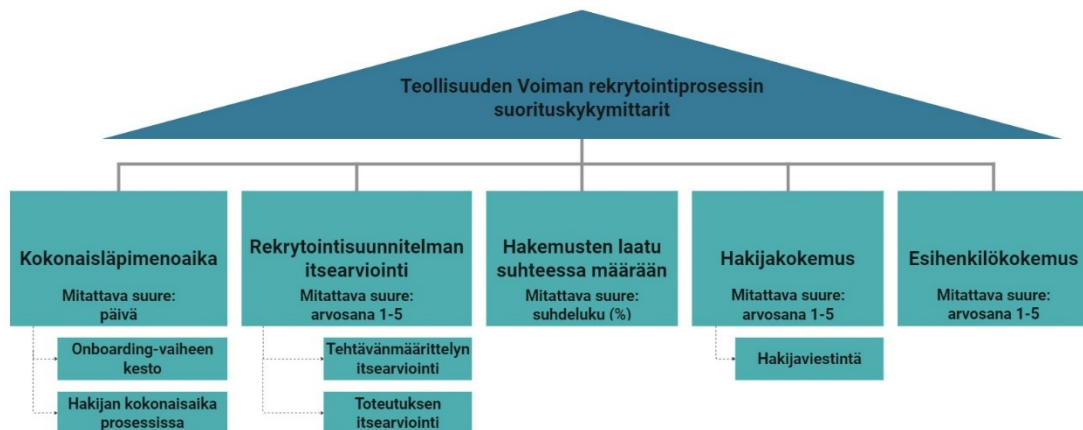 Teollisuuden Voiman rekrytointiprosessin
suorituskykymittarit
Kokonaisläpimenoaika
Mitattava suure:
päivä
Onboarding-vaiheen
kesto
Hakijan kokonaisaika
prosessissa
Rekrytointisuunnitelman
itsearviointi
Mitattava suure:
arvosana 1-5
Tehtävänmäärittelyn
itsearviointi
Toteutuksen
itsearviointi
Hakemusten laatu
suhteessa määrään
Mitattava suure:
suhdeluku (%)
Hakijakokemus
Mitattava suure:
arvosana 1-5
Hakijaviestintä
Esihenkilökokemus
Mitattava suure:
arvosana 1-5